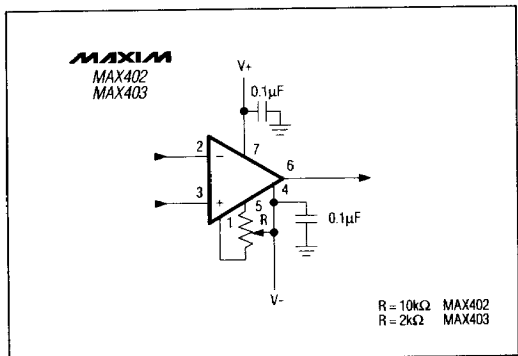 MAXIM
MAX402
MAX403
V+
0.1µF
2
−
7
6
3
+
4
5
1
R
0.1µF
V-
R = 10kΩ MAX402
R = 2kΩ MAX403